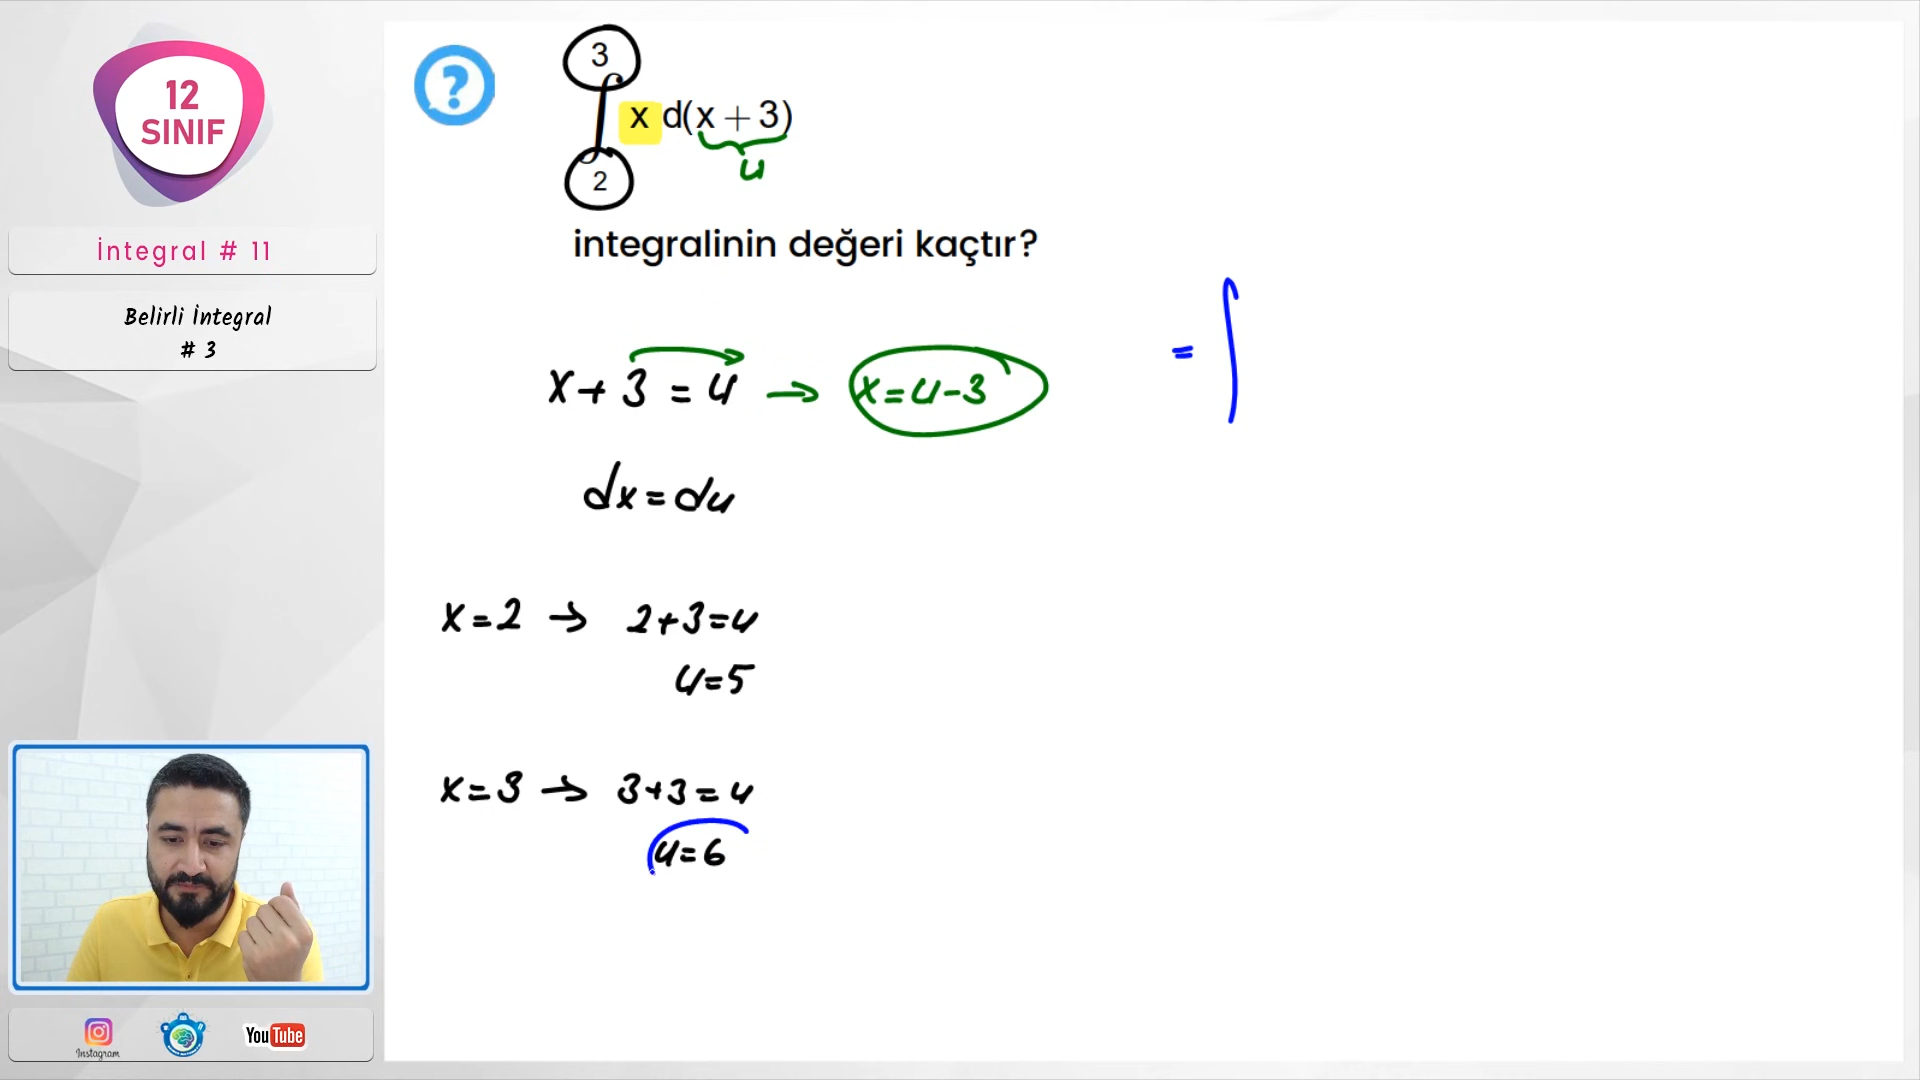 12
SINIF
İntegral # 11
Belirli İntegral
# 3
Instagram
YouTube
?
3
∫ x d(x + 3)
2
u
integralinin değeri kaçtır?
x+3=u → x=u-3
dx=du
x=2 → 2+3=u
u=5
x=3 → 3+3=u
u=6
= ∫